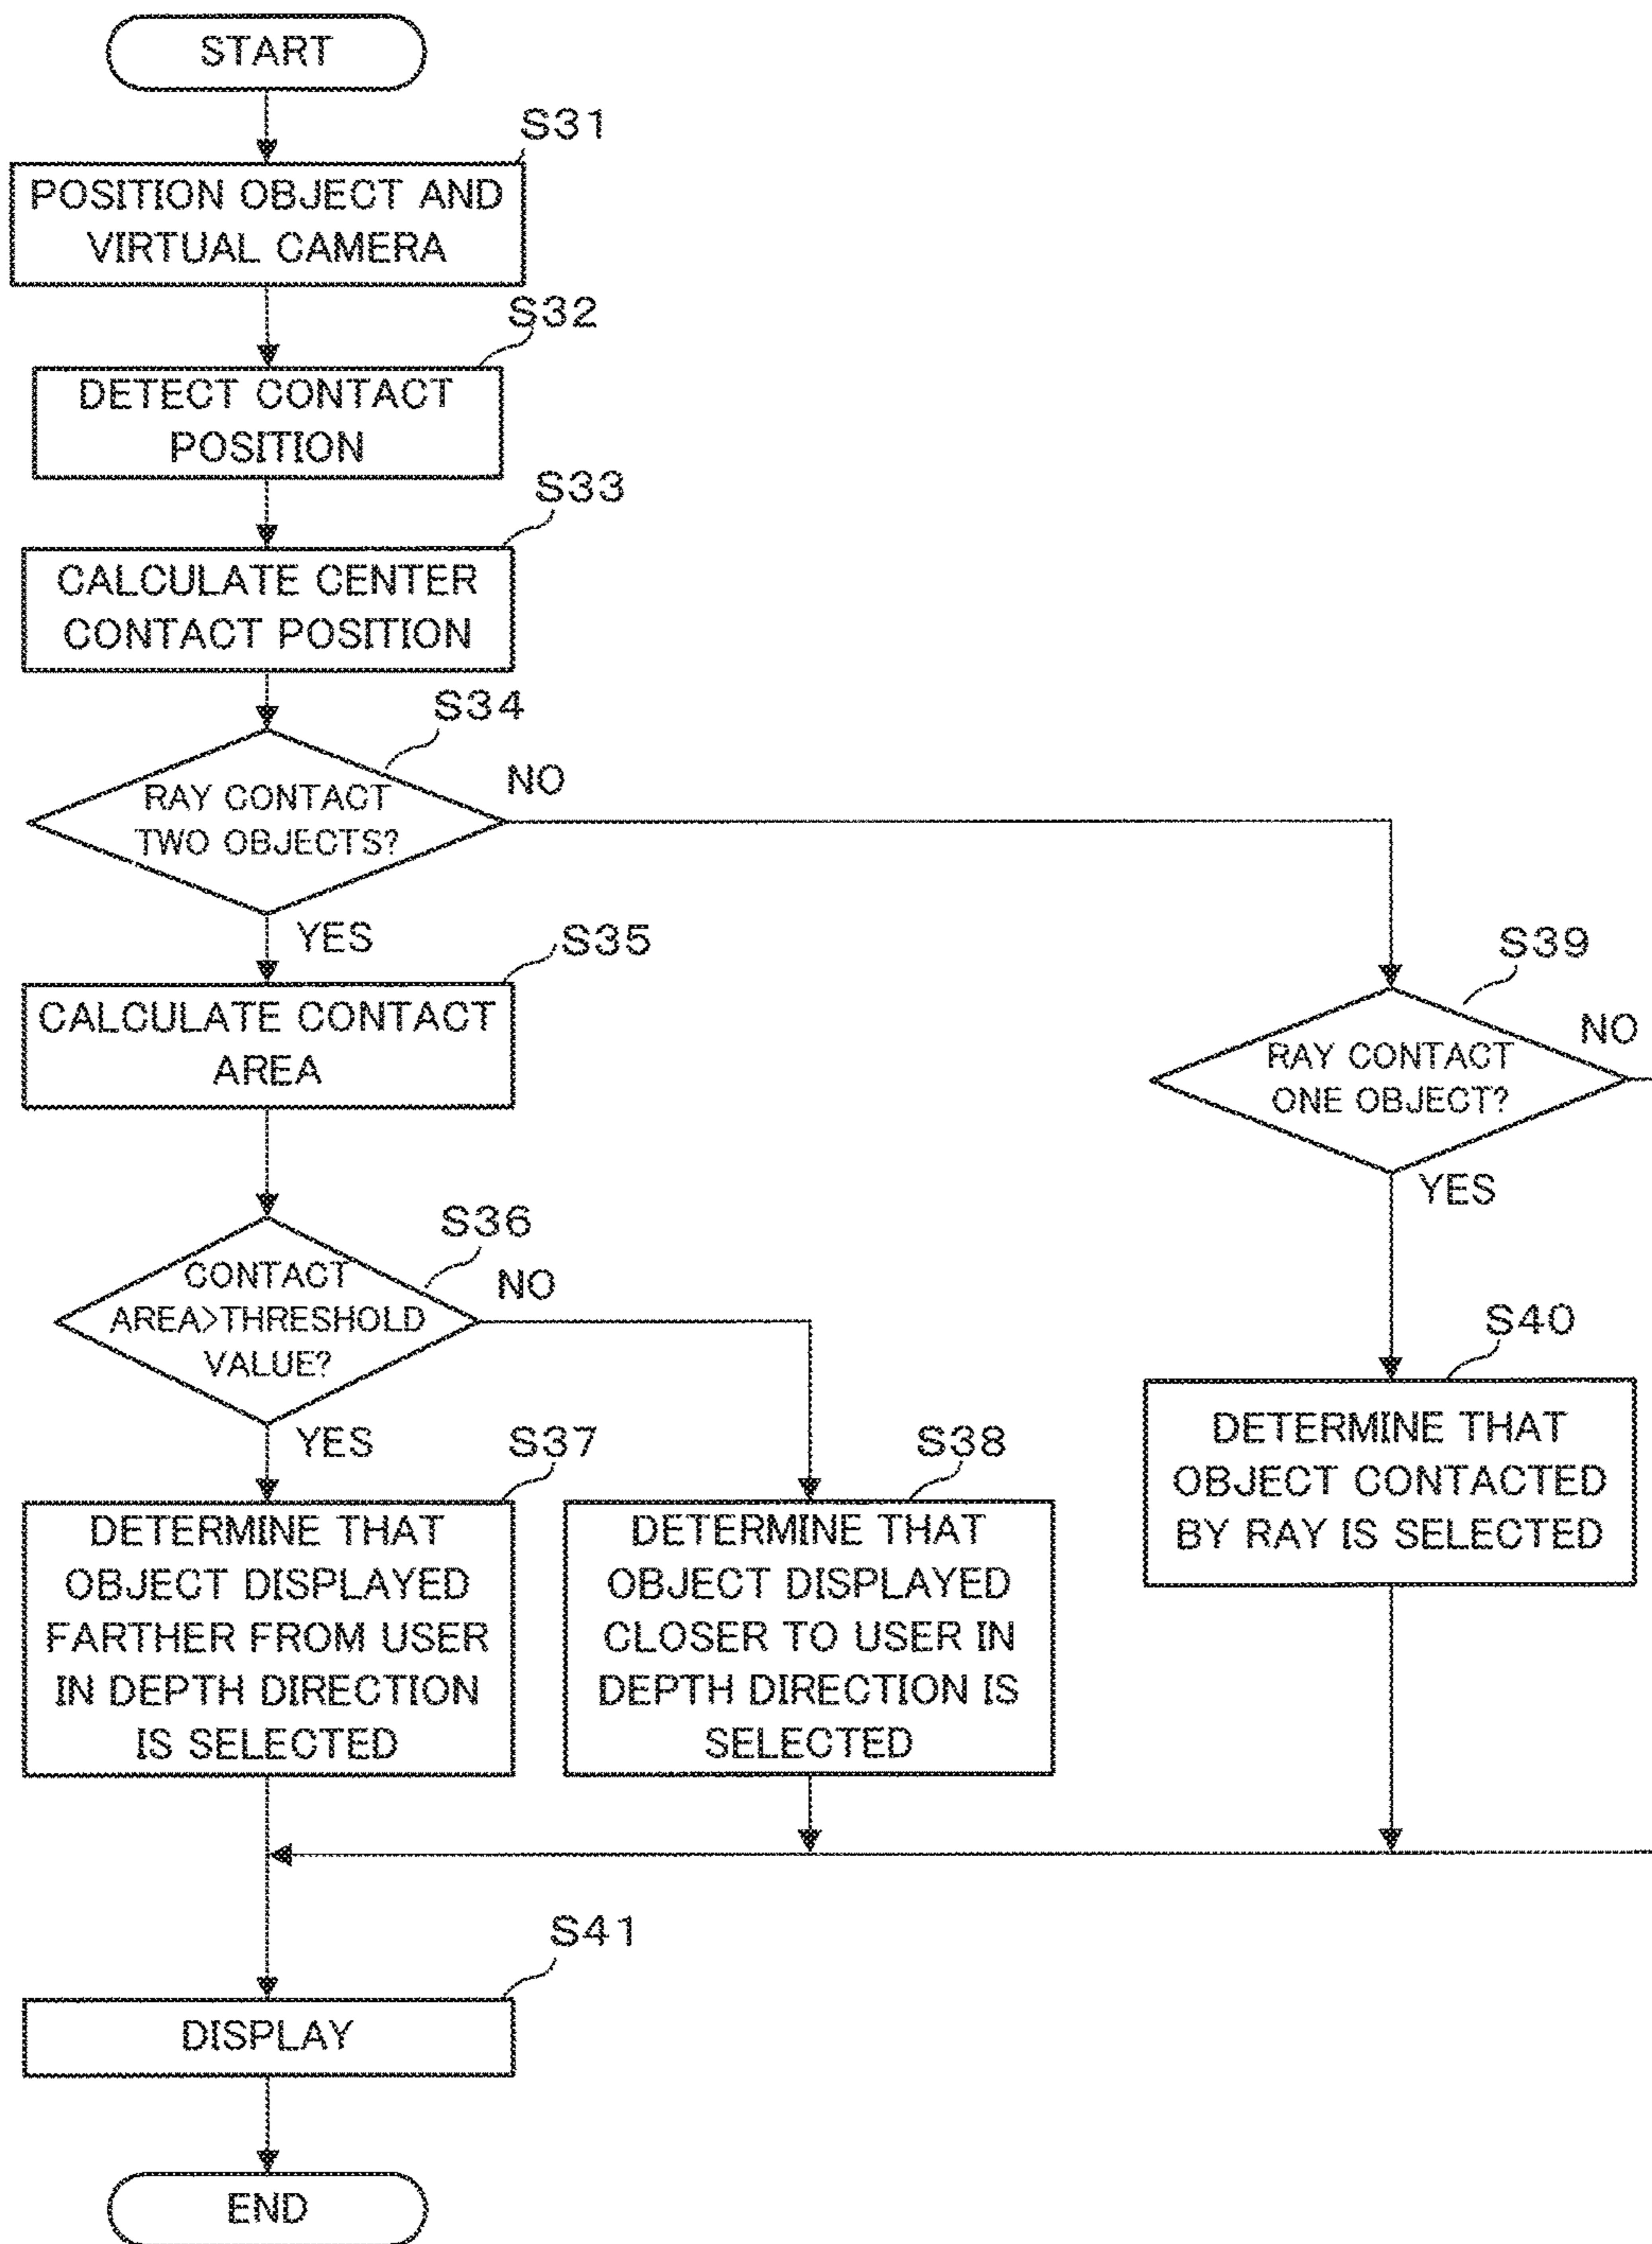 START
S31
POSITION OBJECT AND
VIRTUAL CAMERA
S32
DETECT CONTACT
POSITION
S33
CALCULATE CENTER
CONTACT POSITION
S34
RAY CONTACT
TWO OBJECTS?
NO
YES
S35
CALCULATE CONTACT
AREA
S39
RAY CONTACT
ONE OBJECT?
NO
YES
S36
CONTACT
AREA>THRESHOLD
VALUE?
NO
YES
S37
DETERMINE THAT
OBJECT DISPLAYED
FARTHER FROM USER
IN DEPTH DIRECTION
IS SELECTED
S38
DETERMINE THAT
OBJECT DISPLAYED
CLOSER TO USER IN
DEPTH DIRECTION IS
SELECTED
S40
DETERMINE THAT
OBJECT CONTACTED
BY RAY IS SELECTED
S41
DISPLAY
END